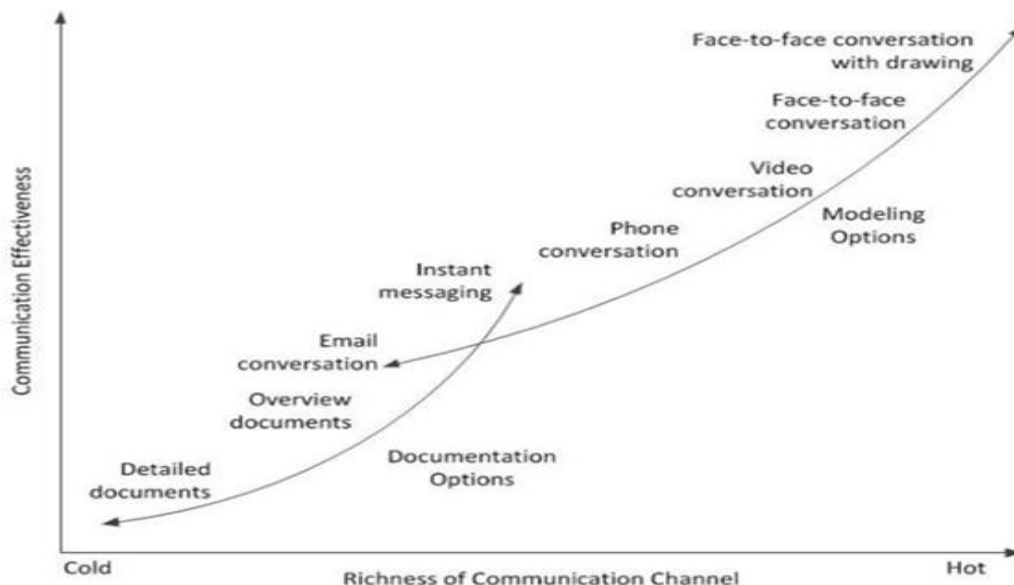 Face-to-face conversation
with drawing
Face-to-face
conversation
Video
conversation
Modeling
Options
Phone
conversation
Instant
messaging
Email
conversation
Overview
documents
Documentation
Options
Detailed
documents
Communication Effectiveness
Cold
Hot
Richness of Communication Channel